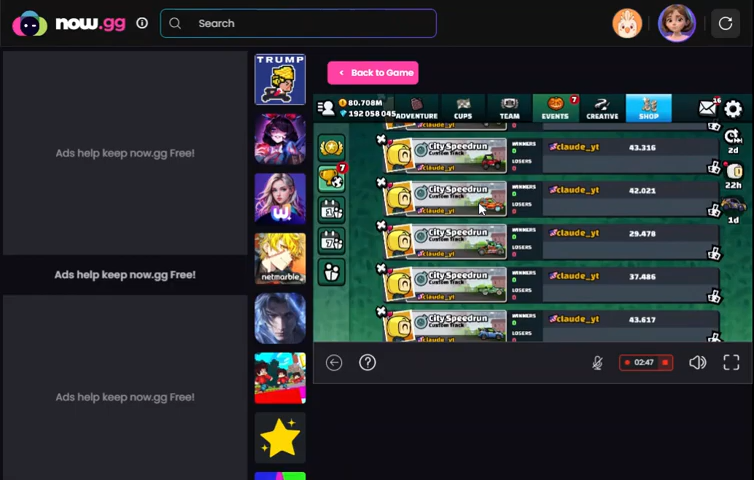 now.gg
Search
TRUMP
< Back to Game
80.708M
192 058 045
ADVENTURE
CUPS
TEAM
EVENTS
7
CREATIVE
SHOP
16
2d
22h
1d
7
City Speedrun
Custom Track
claude_yt
WINNERS
0
LOSERS
0
claude_yt
43.316
City Speedrun
Custom Track
claude_yt
WINNERS
0
LOSERS
0
claude_yt
42.021
City Speedrun
Custom Track
claude_yt
WINNERS
0
LOSERS
0
claude_yt
29.478
City Speedrun
Custom Track
claude_yt
WINNERS
0
LOSERS
0
claude_yt
37.486
City Speedrun
Custom Track
claude_yt
WINNERS
0
LOSERS
0
claude_yt
43.617
Ads help keep now.gg Free!
Ads help keep now.gg Free!
Ads help keep now.gg Free!
w.
netmarble
02:47